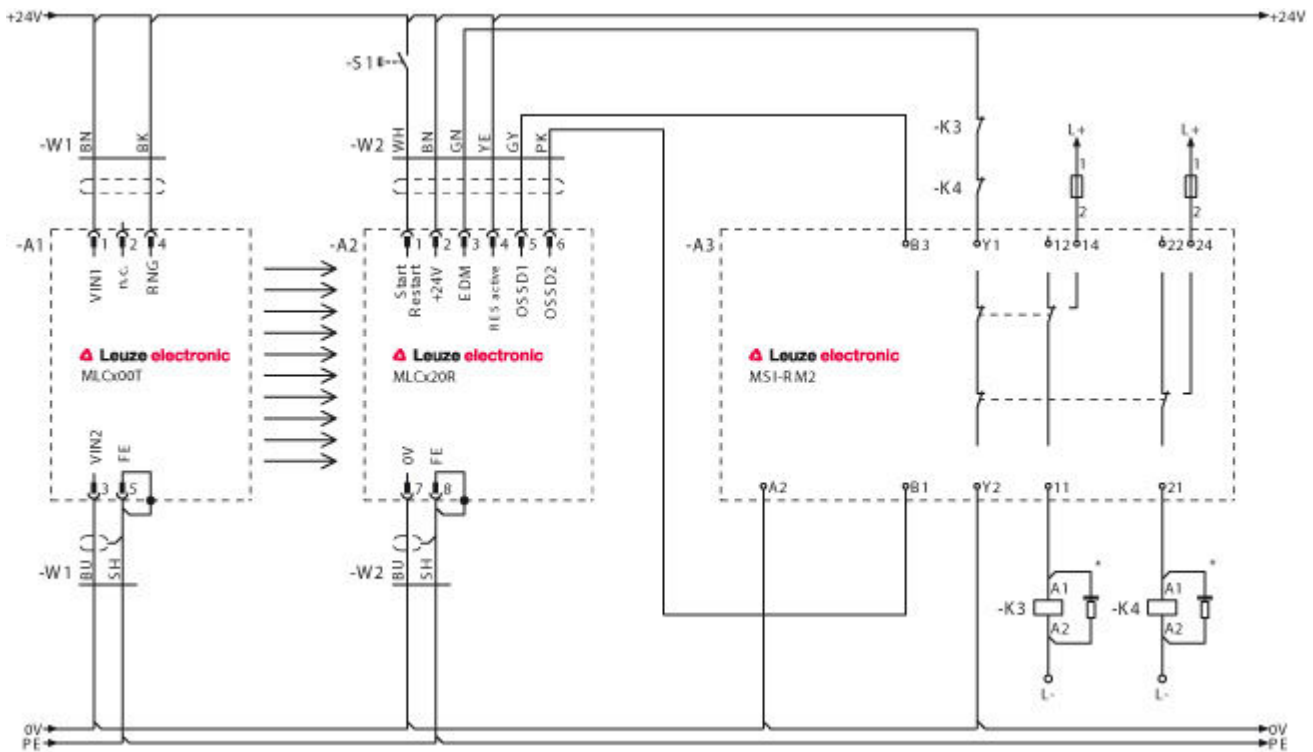 +24V
+24V
-S1
-W1
BN
BK
-W2
WH
BN
GN
YE
GY
PK
-K3
-K4
L+
L+
1
1
2
2
-A1
1
2
4
-A2
1
2
3
4
5
6
-A3
B3
Y1
12
14
22
24
VIN1
n.c.
RNG
Start
Restart
+24V
EDM
RES active
OSSD1
OSSD2
Leuze electronic
MLCx00T
Leuze electronic
MLCx20R
Leuze electronic
MSI-RM2
VIN2
FE
0V
FE
3
5
7
8
A2
B1
Y2
11
21
-W1
BU
SH
-W2
BU
SH
-K3
A1
A2
*
-K4
A1
A2
*
L-
L-
0V
0V
PE
PE